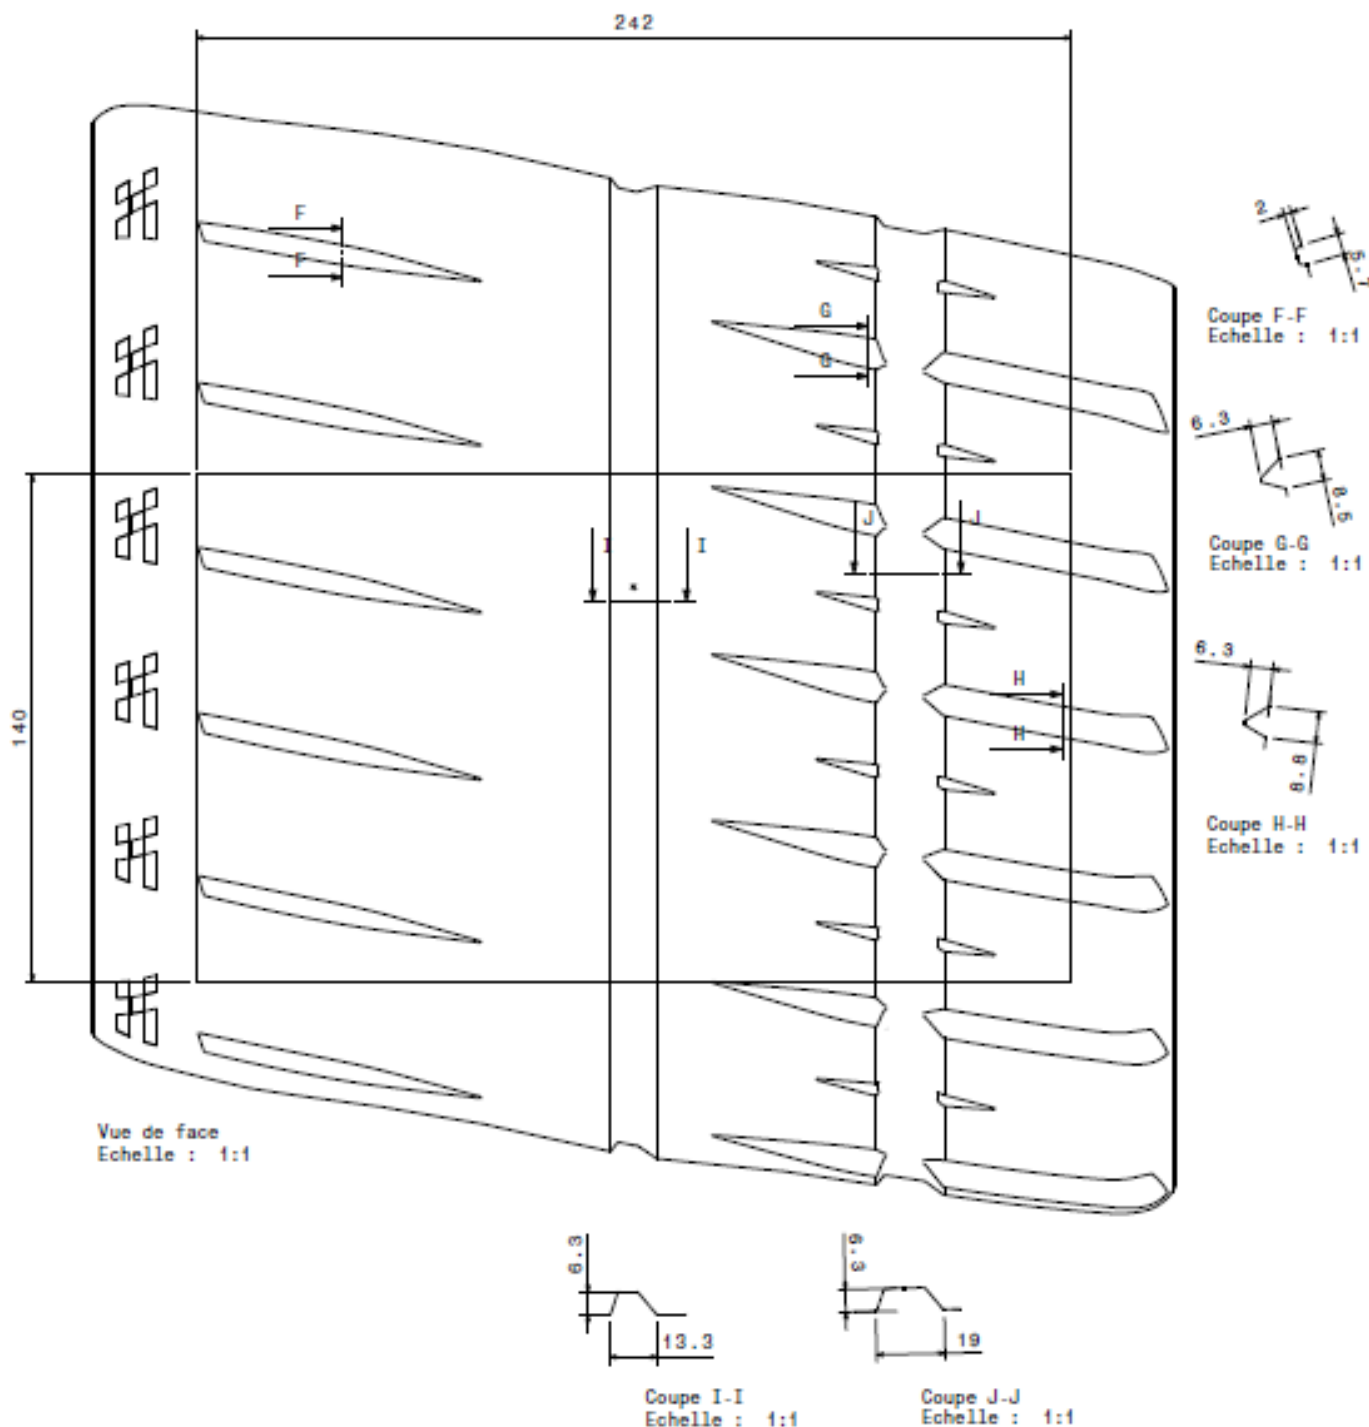 242
F
F
2
5.7
Coupe F-F
Echelle : 1:1
G
G
6.3
8.5
Coupe G-G
Echelle : 1:1
J
J
I
I
140
H
H
6.3
8.8
Coupe H-H
Echelle : 1:1
Vue de face
Echelle : 1:1
6.3
13.3
Coupe I-I
Echelle : 1:1
6.3
19
Coupe J-J
Echelle : 1:1